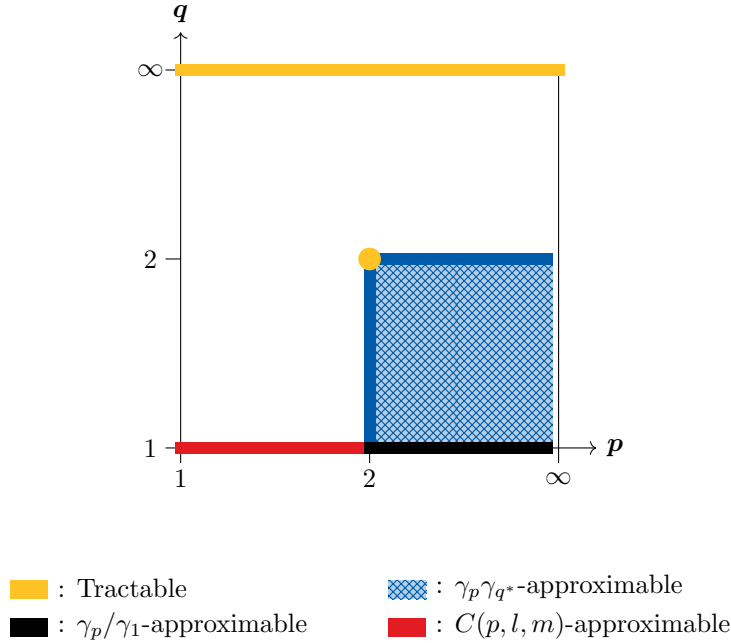 q
∞
2
1
p
1 2 ∞
: Tractable
: γ_pγ_{q*}-approximable
: γ_p/γ_1-approximable
: C(p, l, m)-approximable